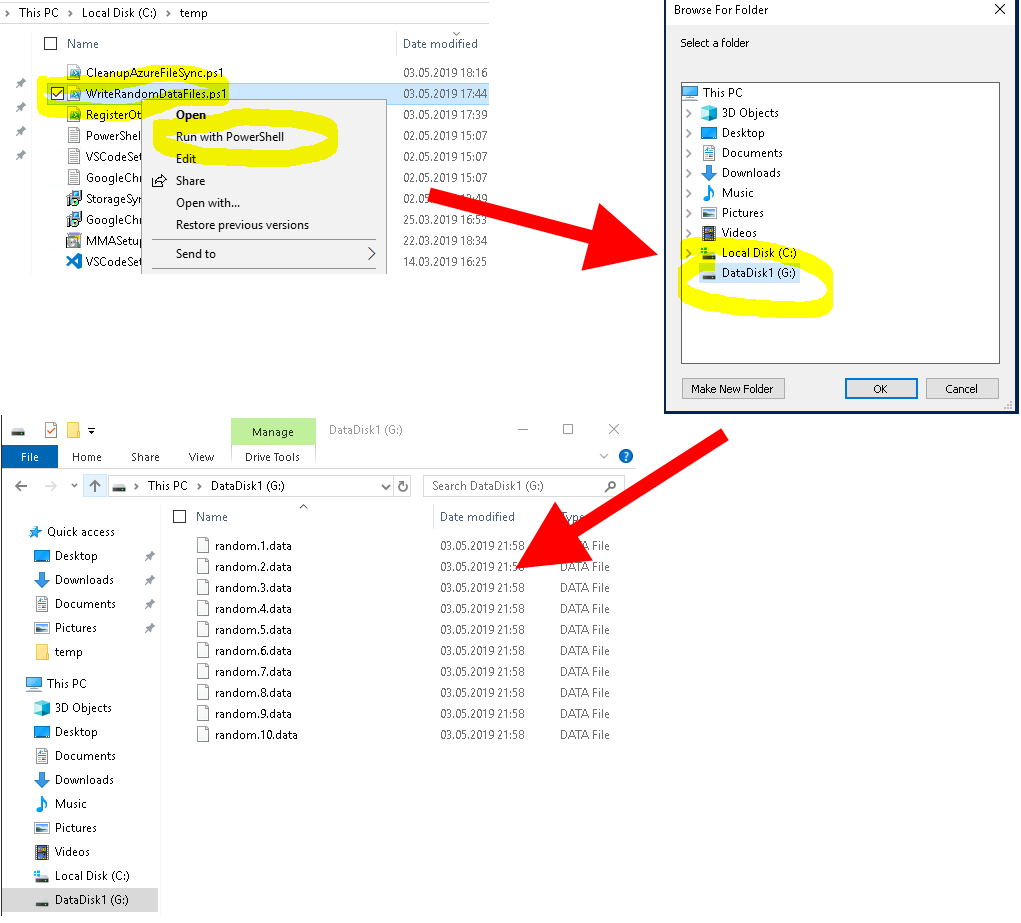 This PC > Local Disk (C:) > temp
Name Date modified
CleanupAzureFileSync.ps1 03.05.2019 18:16
WriteRandomDataFiles.ps1 03.05.2019 17:44
RegisterOt 03.05.2019 17:39
PowerShel 02.05.2019 15:07
VSCodeSet 02.05.2019 15:07
GoogleChr 02.05.2019 15:07
StorageSyr
GoogleChr 25.03.2019 16:53
MMASetup 22.03.2019 18:34
VSCodeSet 14.03.2019 16:25
Open
Run with PowerShell
Edit
Share
Open with...
Restore previous versions
Send to
Browse For Folder
Select a folder
This PC
3D Objects
Desktop
Documents
Downloads
Music
Pictures
Videos
Local Disk (C:)
DataDisk1 (G:)
Make New Folder OK Cancel
Manage DataDisk1 (G:)
File Home Share View Drive Tools
This PC > DataDisk1 (G:) Search DataDisk1 (G:)
Quick access
Desktop
Downloads
Documents
Pictures
temp
This PC
3D Objects
Desktop
Documents
Downloads
Music
Pictures
Videos
Local Disk (C:)
DataDisk1 (G:)
Name Date modified Type
random.1.data 03.05.2019 21:58 DATA File
random.2.data 03.05.2019 21:58 DATA File
random.3.data 03.05.2019 21:58 DATA File
random.4.data 03.05.2019 21:58 DATA File
random.5.data 03.05.2019 21:58 DATA File
random.6.data 03.05.2019 21:58 DATA File
random.7.data 03.05.2019 21:58 DATA File
random.8.data 03.05.2019 21:58 DATA File
random.9.data 03.05.2019 21:58 DATA File
random.10.data 03.05.2019 21:58 DATA File